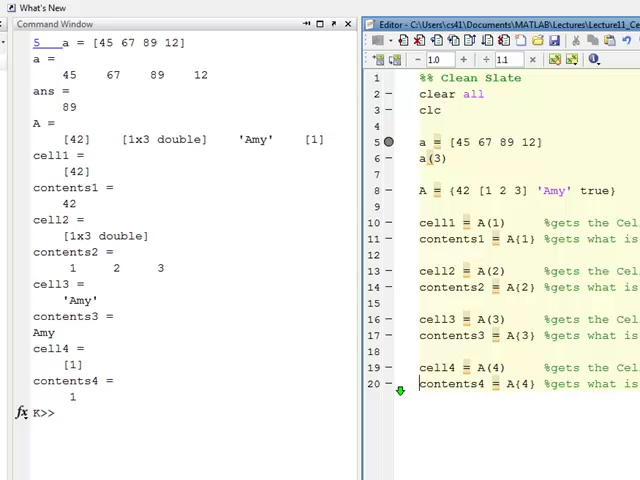 What's New
Command Window
5   a = [45 67 89 12]
a =
45 67 89 12
ans =
89
A =
[42] [1x3 double] 'Amy' [1]
cell1 =
[42]
contents1 =
42
cell2 =
[1x3 double]
contents2 =
1 2 3
cell3 =
'Amy'
contents3 =
Amy
cell4 =
[1]
contents4 =
1
fx K>>
Editor - C:\Users\cs41\Documents\MATLAB\Lectures\Lecture11_Ce
1.0 1.1
1 %% Clean Slate
2 clear all
3 clc
4
5 a = [45 67 89 12]
6 a(3)
7
8 A = {42 [1 2 3] 'Amy' true}
9
10 cell1 = A(1) %gets the Cel
11 contents1 = A{1} %gets what is
12
13 cell2 = A(2) %gets the Cel
14 contents2 = A{2} %gets what is
15
16 cell3 = A(3) %gets the Cel
17 contents3 = A{3} %gets what is
18
19 cell4 = A(4) %gets the Cel
20 contents4 = A{4} %gets what is